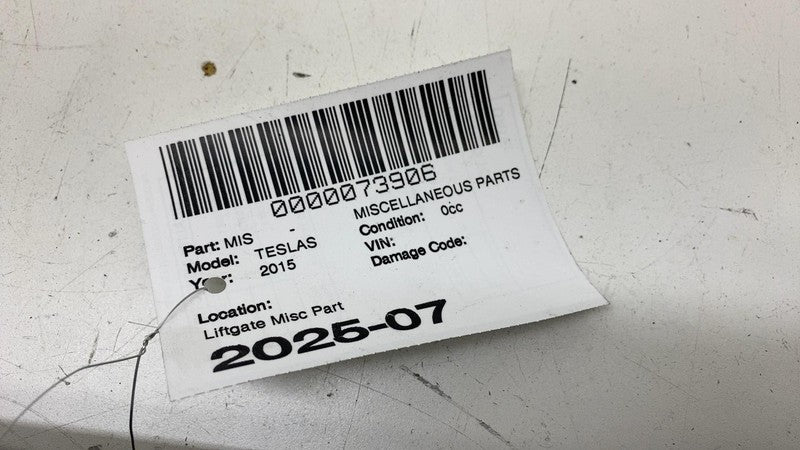 0000073906
Part: MIS - MISCELLANEOUS PARTS
Model: TESLAS Condition: 0cc
Year: 2015 VIN:
Damage Code:
Location:
Liftgate Misc Part
2025-07